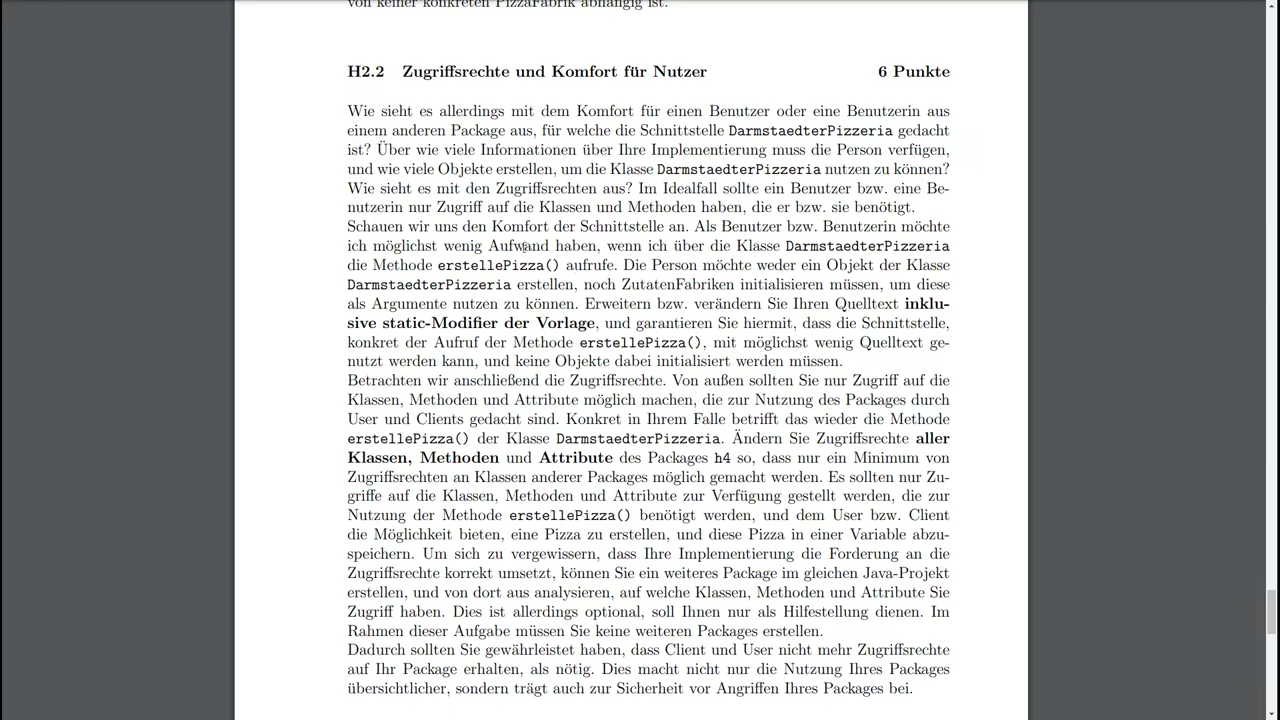 von keiner konkreten PizzaFabrik abhängig ist.
H2.2 Zugriffsrechte und Komfort für Nutzer 6 Punkte
Wie sieht es allerdings mit dem Komfort für einen Benutzer oder eine Benutzerin aus
einem anderen Package aus, für welche die Schnittstelle DarmstaedterPizzeria gedacht
ist? Über wie viele Informationen über Ihre Implementierung muss die Person verfügen,
und wie viele Objekte erstellen, um die Klasse DarmstaedterPizzeria nutzen zu können?
Wie sieht es mit den Zugriffsrechten aus? Im Idealfall sollte ein Benutzer bzw. eine Be-
nutzerin nur Zugriff auf die Klassen und Methoden haben, die er bzw. sie benötigt.
Schauen wir uns den Komfort der Schnittstelle an. Als Benutzer bzw. Benutzerin möchte
ich möglichst wenig Aufwand haben, wenn ich über die Klasse DarmstaedterPizzeria
die Methode erstellePizza() aufrufe. Die Person möchte weder ein Objekt der Klasse
DarmstaedterPizzeria erstellen, noch ZutatenFabriken initialisieren müssen, um diese
als Argumente nutzen zu können. Erweitern bzw. verändern Sie Ihren Quelltext inklu-
sive static-Modifier der Vorlage, und garantieren Sie hiermit, dass die Schnittstelle,
konkret der Aufruf der Methode erstellePizza(), mit möglichst wenig Quelltext ge-
nutzt werden kann, und keine Objekte dabei initialisiert werden müssen.
Betrachten wir anschließend die Zugriffsrechte. Von außen sollten Sie nur Zugriff auf die
Klassen, Methoden und Attribute möglich machen, die zur Nutzung des Packages durch
User und Clients gedacht sind. Konkret in Ihrem Falle betrifft das wieder die Methode
erstellePizza() der Klasse DarmstaedterPizzeria. Ändern Sie Zugriffsrechte aller
Klassen, Methoden und Attribute des Packages h4 so, dass nur ein Minimum von
Zugriffsrechten an Klassen anderer Packages möglich gemacht werden. Es sollten nur Zu-
griffe auf die Klassen, Methoden und Attribute zur Verfügung gestellt werden, die zur
Nutzung der Methode erstellePizza() benötigt werden, und dem User bzw. Client
die Möglichkeit bieten, eine Pizza zu erstellen, und diese Pizza in einer Variable abzu-
speichern. Um sich zu vergewissern, dass Ihre Implementierung die Forderung an die
Zugriffsrechte korrekt umsetzt, können Sie ein weiteres Package im gleichen Java-Projekt
erstellen, und von dort aus analysieren, auf welche Klassen, Methoden und Attribute Sie
Zugriff haben. Dies ist allerdings optional, soll Ihnen nur als Hilfestellung dienen. Im
Rahmen dieser Aufgabe müssen Sie keine weiteren Packages erstellen.
Dadurch sollten Sie gewährleistet haben, dass Client und User nicht mehr Zugriffsrechte
auf Ihr Package erhalten, als nötig. Dies macht nicht nur die Nutzung Ihres Packages
übersichtlicher, sondern trägt auch zur Sicherheit vor Angriffen Ihres Packages bei.